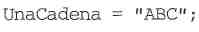 UnaCadena = "ABC";